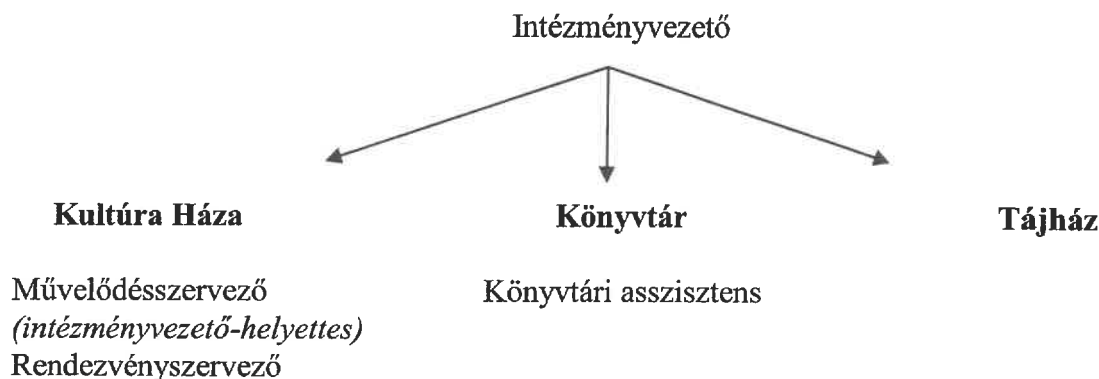 Intézményvezető
Kultúra Háza
Könyvtár
Tájház
Művelődésszervező
(intézményvezető-helyettes)
Rendezvényszervező
Könyvtári asszisztens